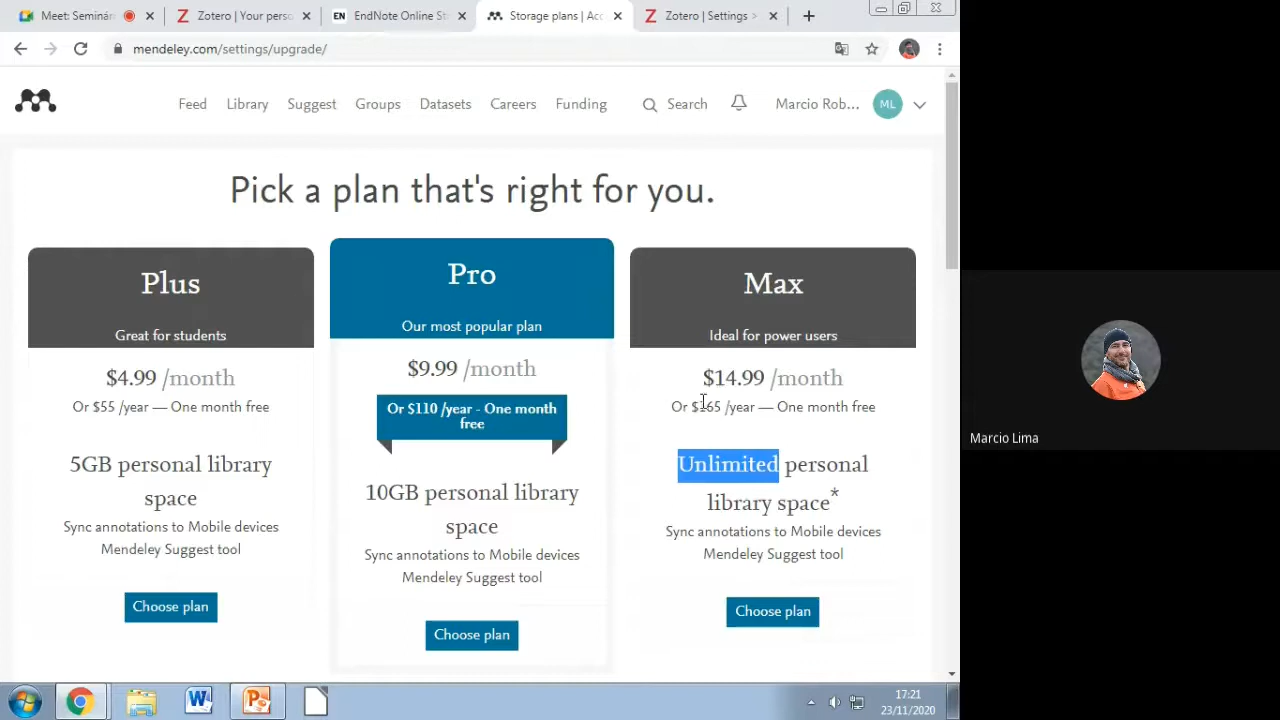 Meet: Seminár
Zotero | Your perso
EN
EndNote Online St
Storage plans | Acc
Zotero | Settings >
mendeley.com/settings/upgrade/
Feed
Library
Suggest
Groups
Datasets
Careers
Funding
Search
Marcio Rob...
ML
Pick a plan that's right for you.
Plus
Great for students
$4.99 /month
Or $55 /year — One month free
5GB personal library
space
Sync annotations to Mobile devices
Mendeley Suggest tool
Choose plan
Pro
Our most popular plan
$9.99 /month
Or $110 /year - One month
free
10GB personal library
space
Sync annotations to Mobile devices
Mendeley Suggest tool
Choose plan
Max
Ideal for power users
$14.99 /month
Or $165 /year — One month free
Unlimited personal
library space*
Sync annotations to Mobile devices
Mendeley Suggest tool
Choose plan
Marcio Lima
17:21
23/11/2020